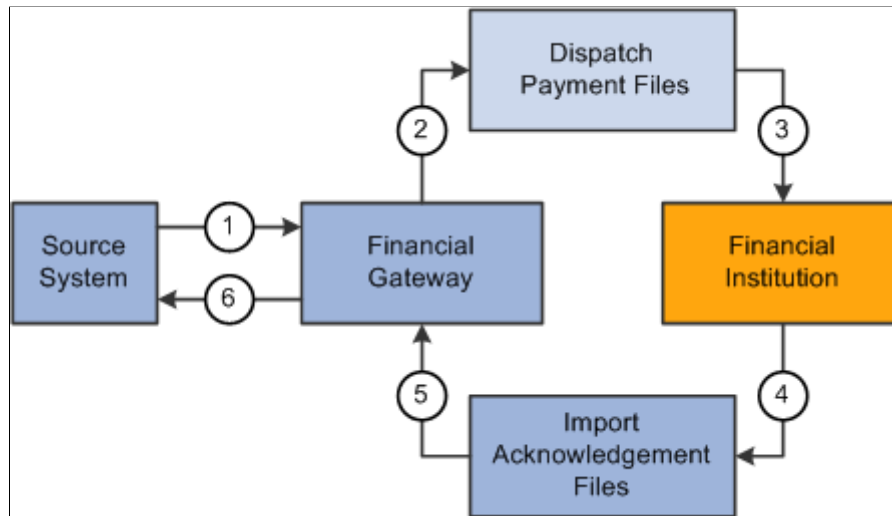 Dispatch
Payment Files
2
3
Source
System
1
6
Financial
Gateway
Financial
Institution
5
4
Import
Acknowledgement
Files